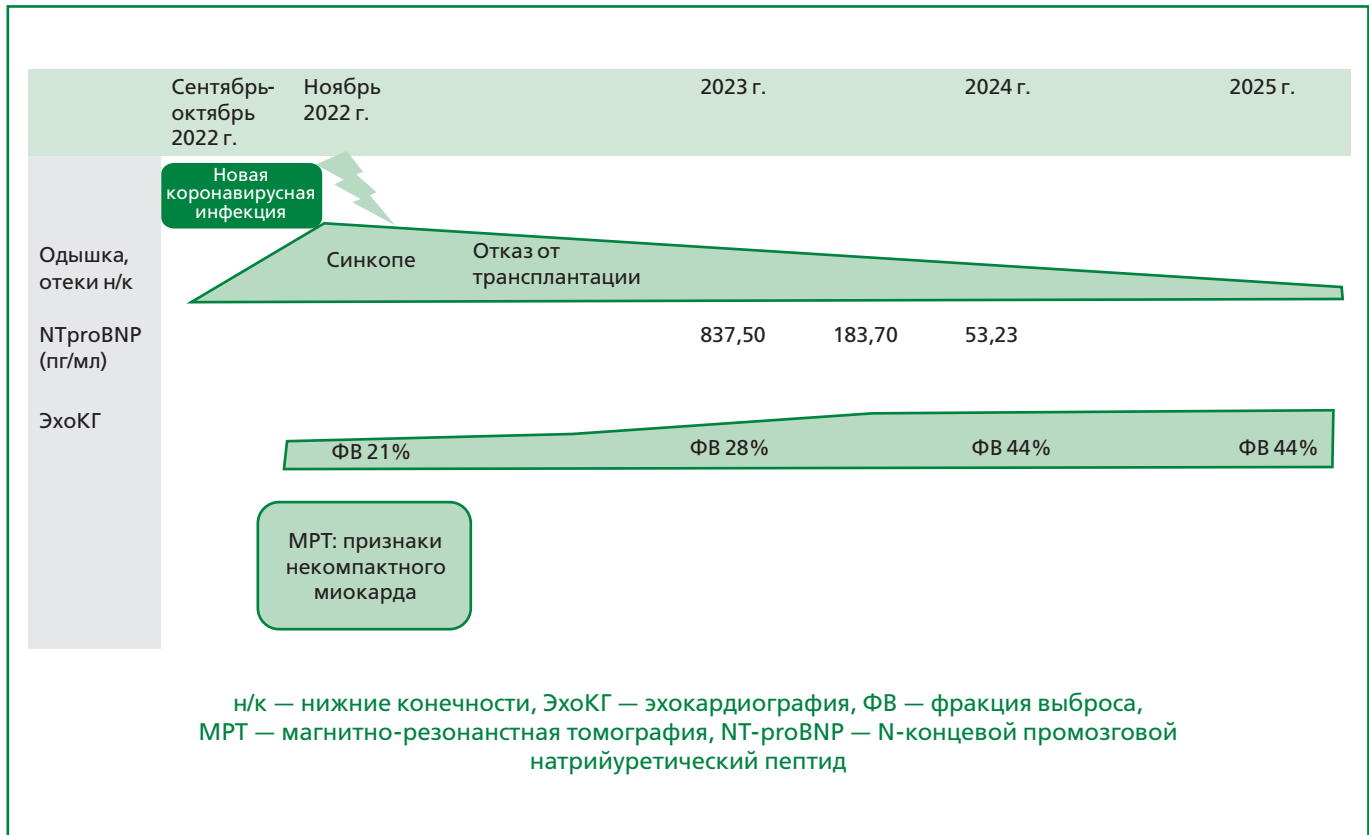 Сентябрь-
октябрь
2022 г.
Ноябрь
2022 г.
2023 г.
2024 г.
2025 г.
Новая
коронавирусная
инфекция
Одышка,
отеки н/к
Синкопе
Отказ от
трансплантации
NTproBNP
(пг/мл)
837,50
183,70
53,23
ЭхоКГ
ФВ 21%
ФВ 28%
ФВ 44%
ФВ 44%
МРТ: признаки
некомпактного
миокарда
н/к — нижние конечности, ЭхоКГ — эхокардиография, ФВ — фракция выброса,
МРТ — магнитно-резонанстная томография, NT-proBNP — N-концевой промозговой
натрийуретический пептид